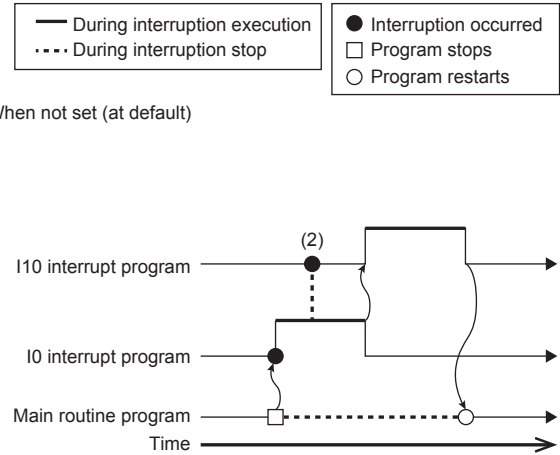 During interruption execution
During interruption stop
Interruption occurred
Program stops
Program restarts
hen not set (at default)
(2)
I10 interrupt program
I0 interrupt program
Main routine program
Time